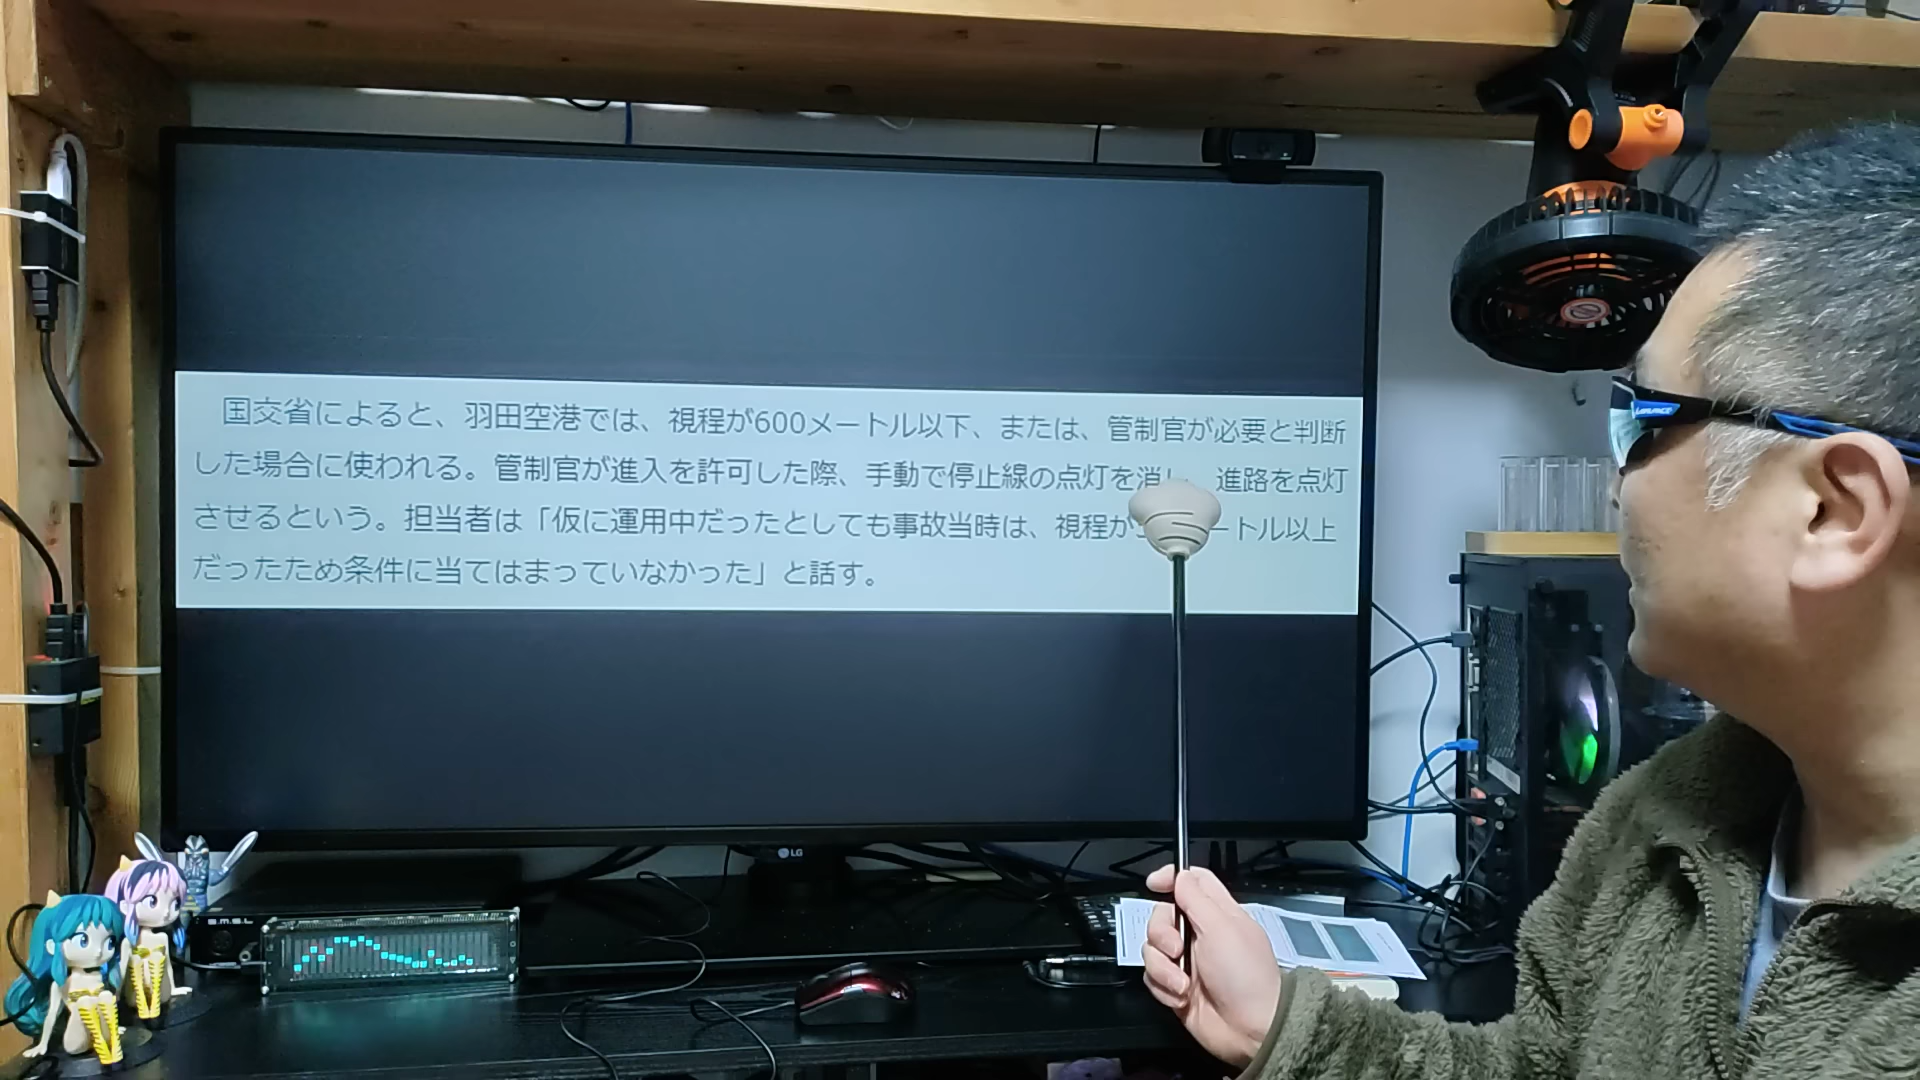 国交省によると、羽田空港では、視程が600メートル以下、または、管制官が必要と判断
した場合に使われる。管制官が進入を許可した際、手動で停止線の点灯を消し、進路を点灯
させるという。担当者は「仮に運用中だったとしても事故当時は、視程が ートル以上
だったため条件に当てはまっていなかった」と話す。
LG
S.M.S.L